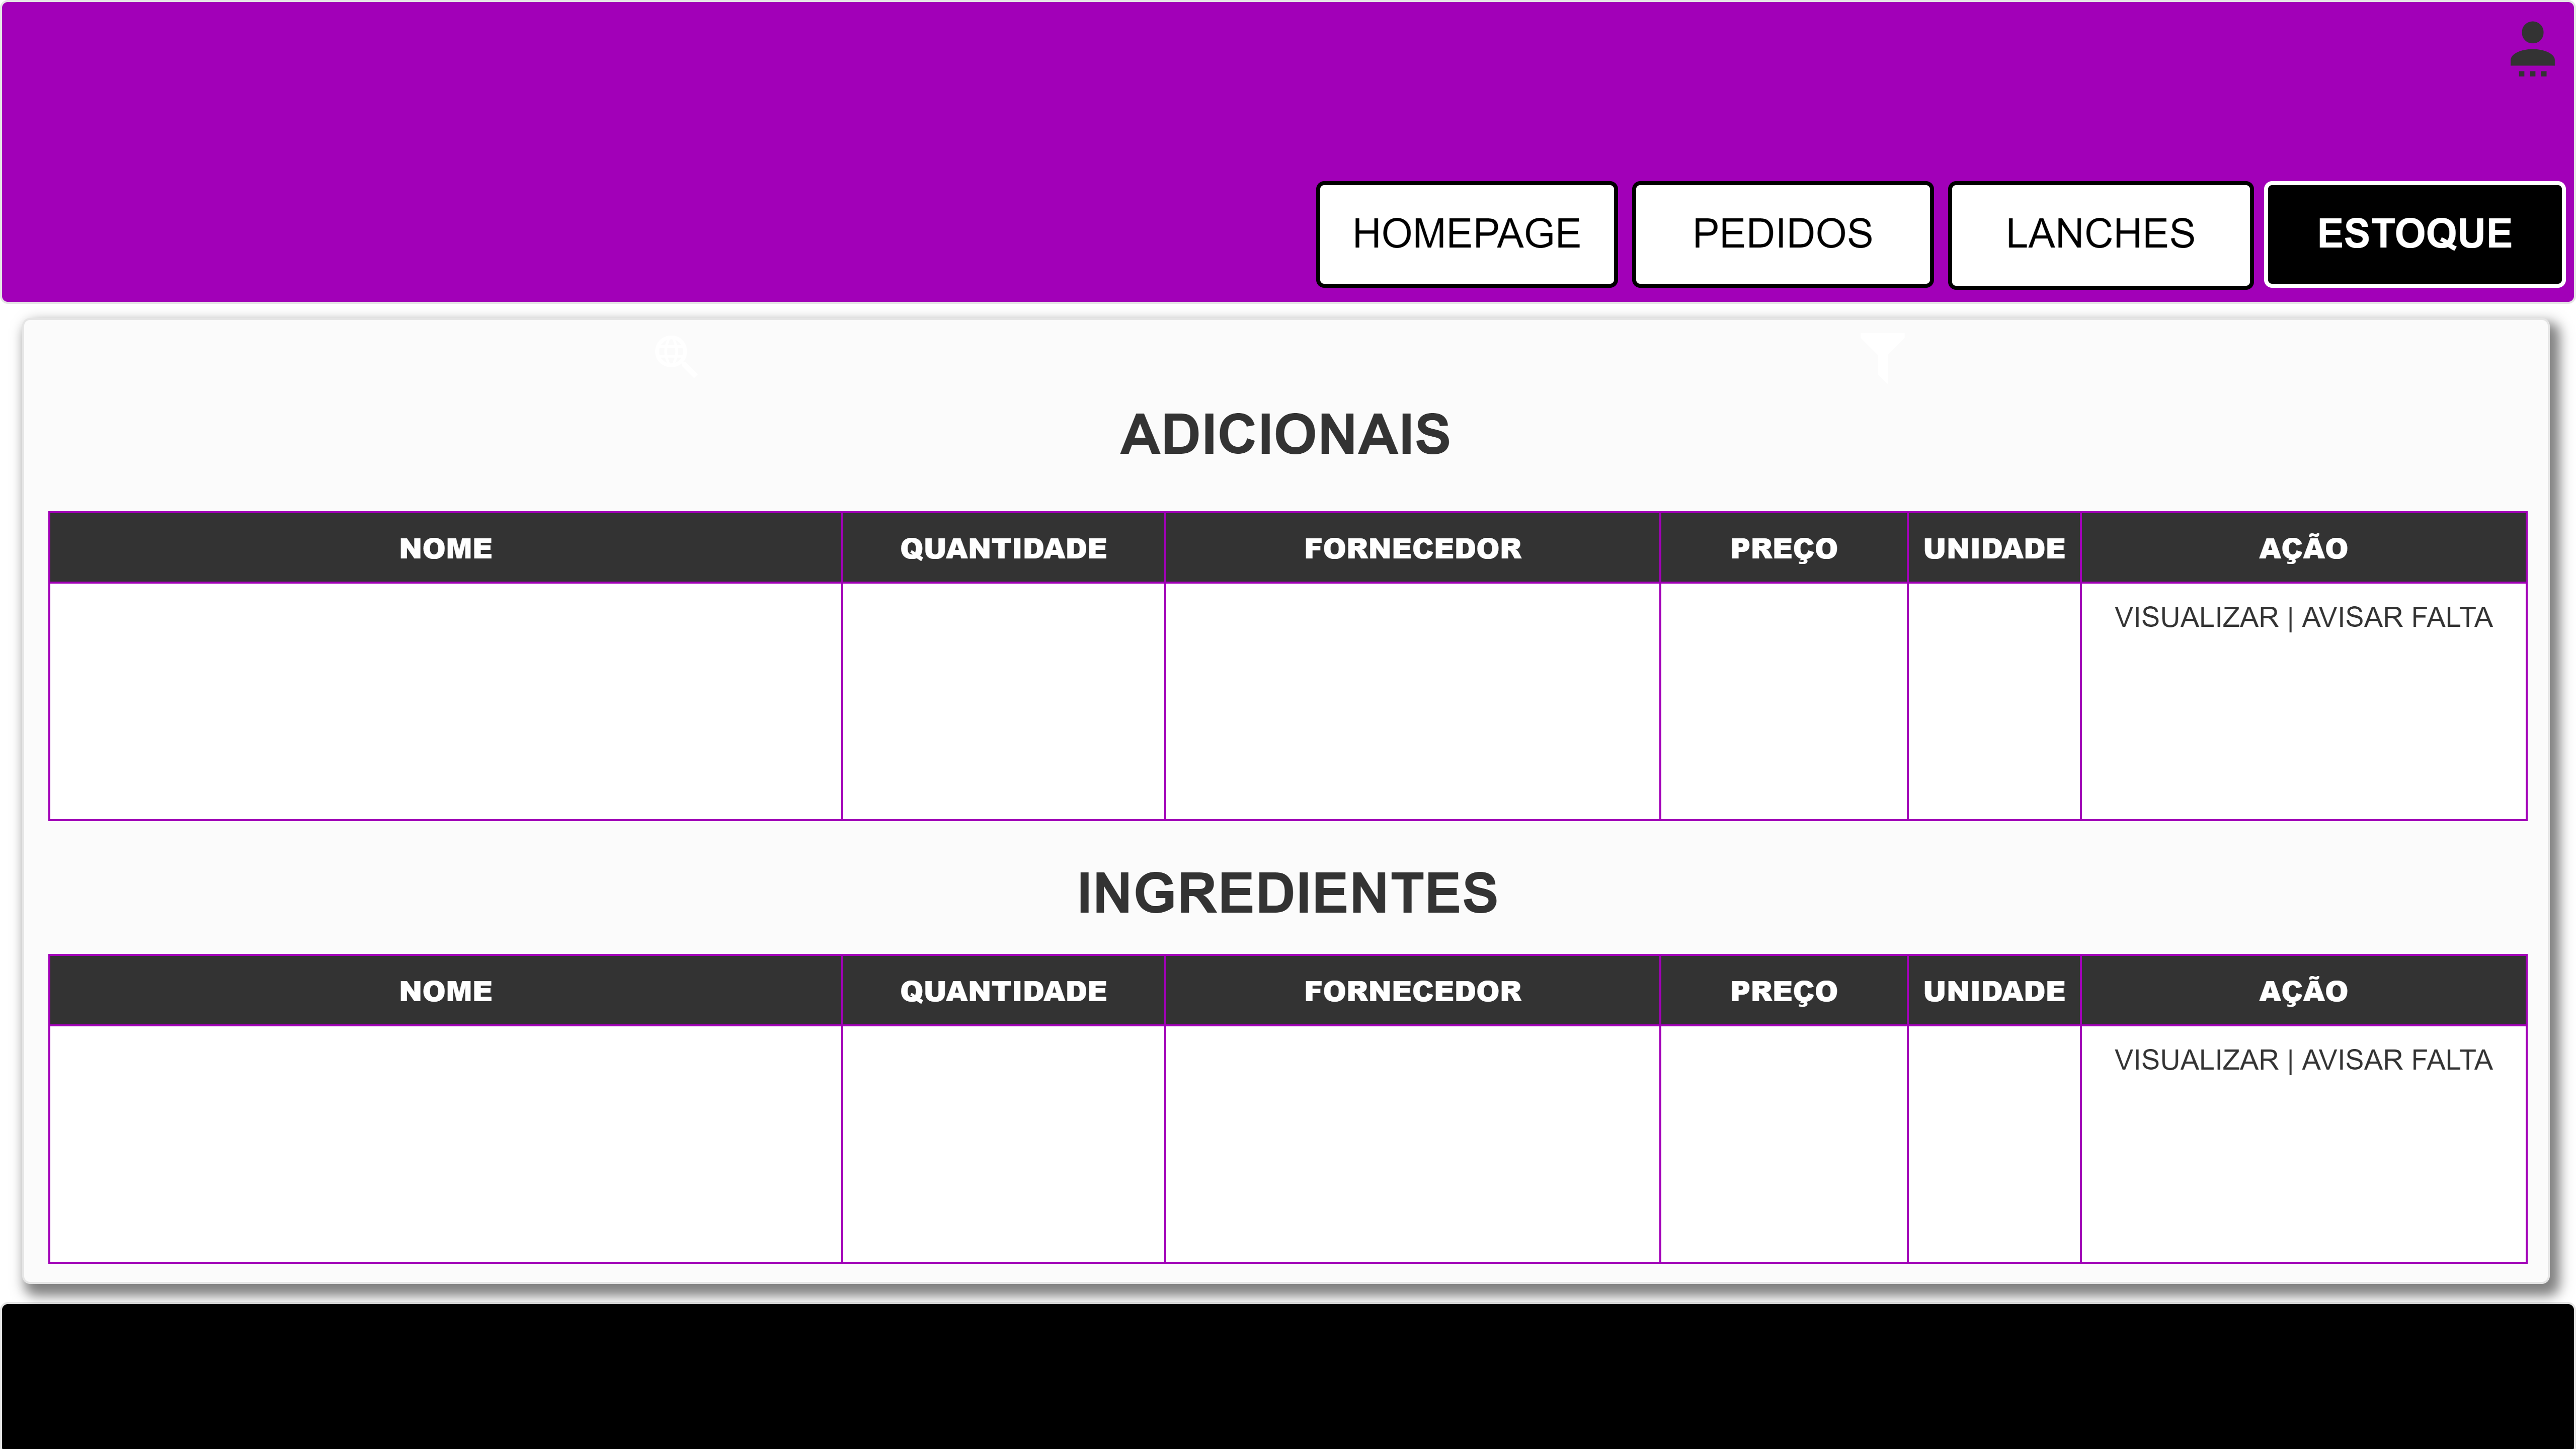 HOMEPAGE PEDIDOS LANCHES ESTOQUE
ADICIONAIS
NOME QUANTIDADE FORNECEDOR PREÇO UNIDADE AÇÃO
VISUALIZAR | AVISAR FALTA
INGREDIENTES
NOME QUANTIDADE FORNECEDOR PREÇO UNIDADE AÇÃO
VISUALIZAR | AVISAR FALTA